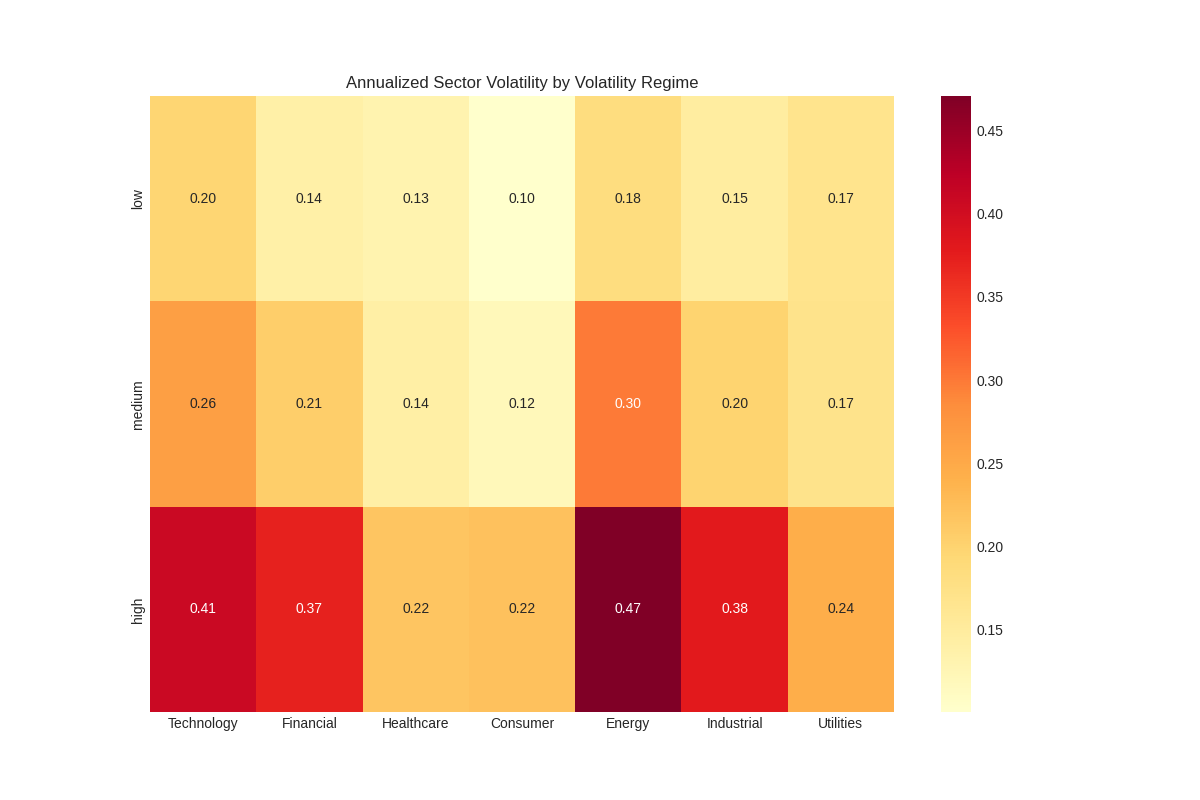 Annualized Sector Volatility by Volatility Regime
low
0.20 0.14 0.13 0.10 0.18 0.15 0.17
medium
0.26 0.21 0.14 0.12 0.30 0.20 0.17
high
0.41 0.37 0.22 0.22 0.47 0.38 0.24
Technology Financial Healthcare Consumer Energy Industrial Utilities
0.45
0.40
0.35
0.30
0.25
0.20
0.15